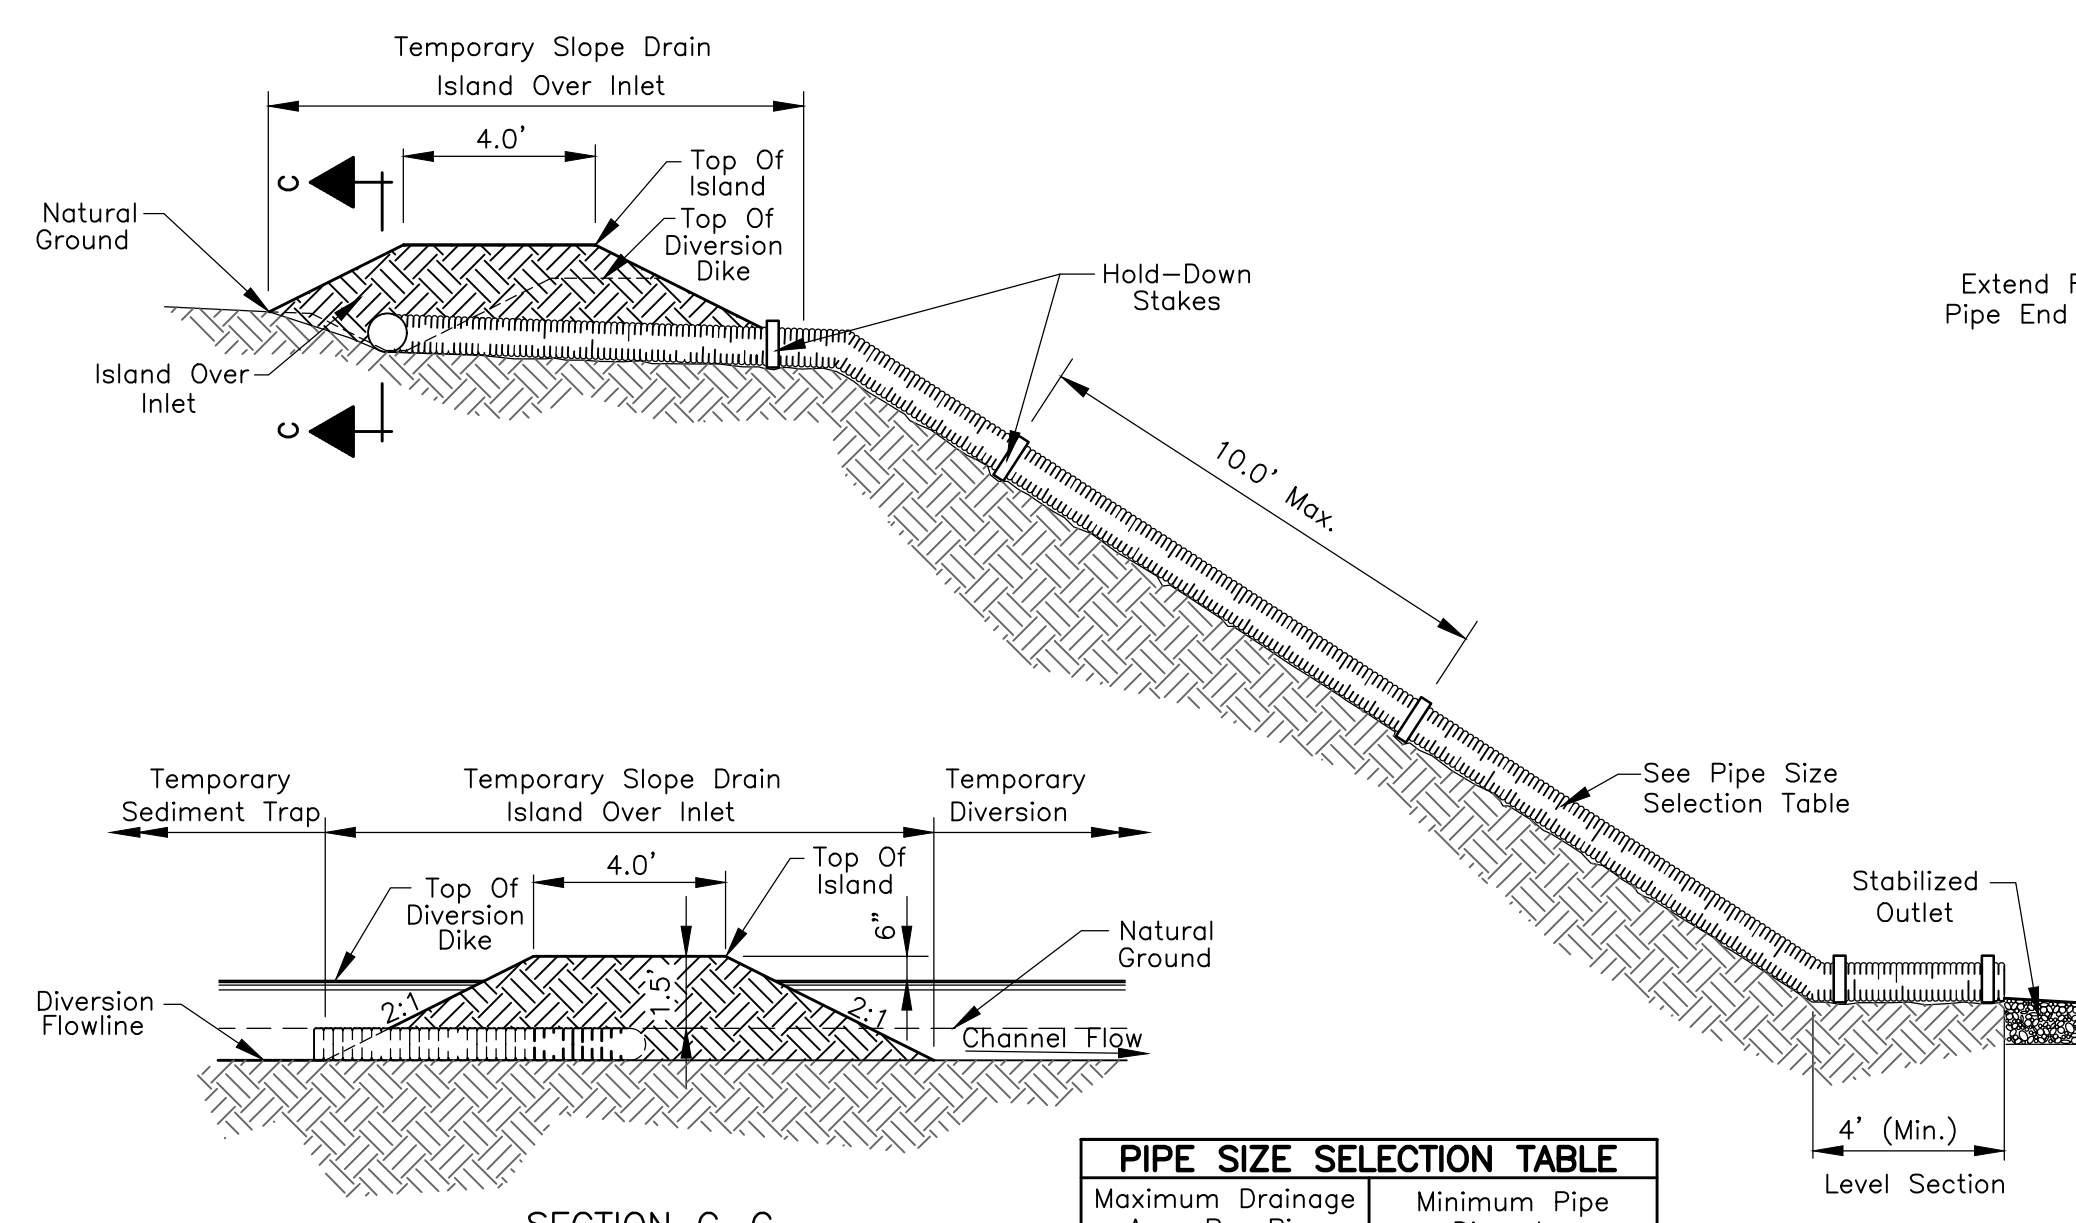 Temporary Slope Drain
Island Over Inlet
4.0'
C
Top Of
Island
Top Of
Diversion
Dike
Natural
Ground
Hold-Down
Stakes
Extend
Pipe End
Island Over
Inlet
C
10.0' Max.
See Pipe Size
Selection Table
Stabilized
Outlet
4' (Min.)
Level Section
Temporary
Sediment Trap
Temporary Slope Drain
Island Over Inlet
Temporary
Diversion
4.0'
Top Of
Island
Top Of
Diversion
Dike
6"
Natural
Ground
1.5'
2:1
2:1
Diversion
Flowline
Channel Flow
SECTION C-C
PIPE SIZE SELECTION TABLE
Maximum Drainage
Minimum Pipe